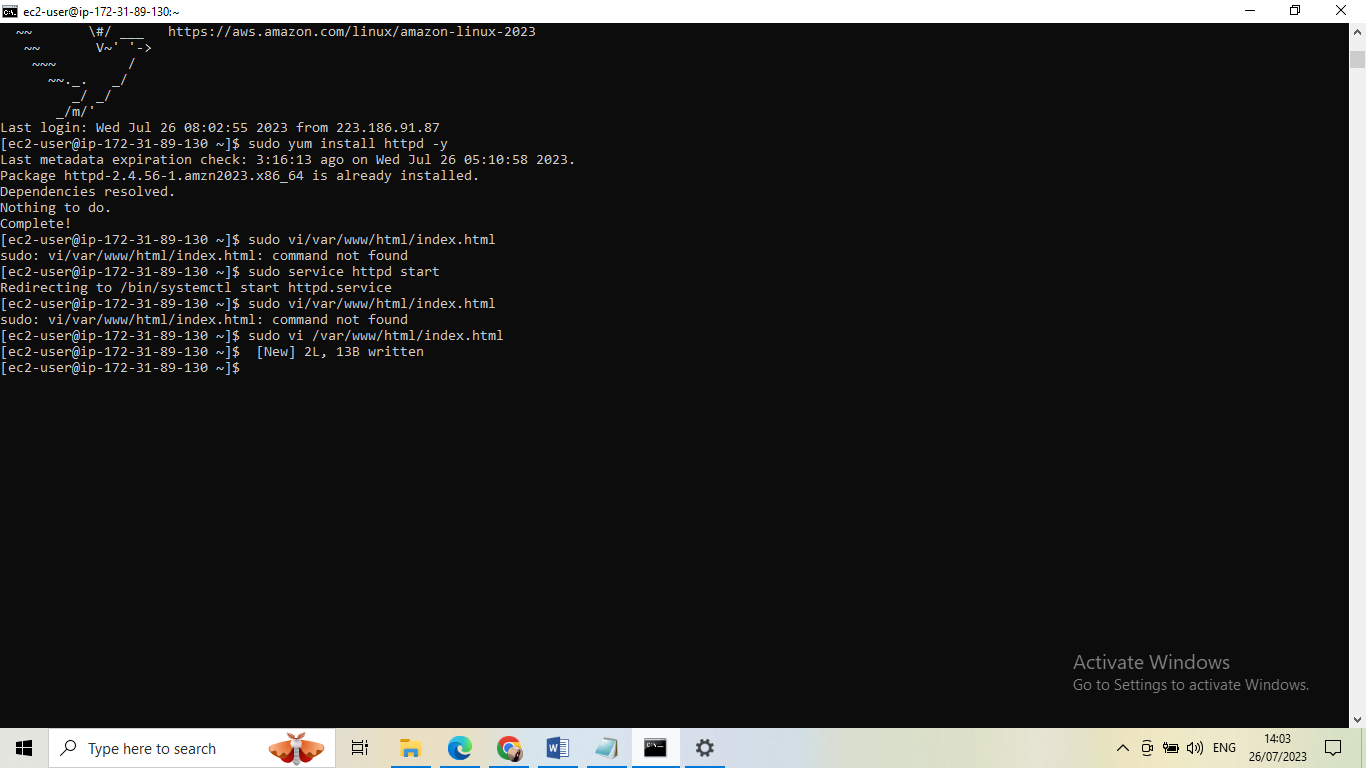 ec2-user@ip-172-31-89-130:~
~~       \#/ ___   https://aws.amazon.com/linux/amazon-linux-2023
~~       V~' '->
~~~         /
~~._.   _/
_/ _/
_/m/'
Last login: Wed Jul 26 08:02:55 2023 from 223.186.91.87
[ec2-user@ip-172-31-89-130 ~]$ sudo yum install httpd -y
Last metadata expiration check: 3:16:13 ago on Wed Jul 26 05:10:58 2023.
Package httpd-2.4.56-1.amzn2023.x86_64 is already installed.
Dependencies resolved.
Nothing to do.
Complete!
[ec2-user@ip-172-31-89-130 ~]$ sudo vi/var/www/html/index.html
sudo: vi/var/www/html/index.html: command not found
[ec2-user@ip-172-31-89-130 ~]$ sudo service httpd start
Redirecting to /bin/systemctl start httpd.service
[ec2-user@ip-172-31-89-130 ~]$ sudo vi/var/www/html/index.html
sudo: vi/var/www/html/index.html: command not found
[ec2-user@ip-172-31-89-130 ~]$ sudo vi /var/www/html/index.html
[ec2-user@ip-172-31-89-130 ~]$  [New] 2L, 13B written
[ec2-user@ip-172-31-89-130 ~]$
Activate Windows
Go to Settings to activate Windows.
Type here to search
ENG
14:03
26/07/2023